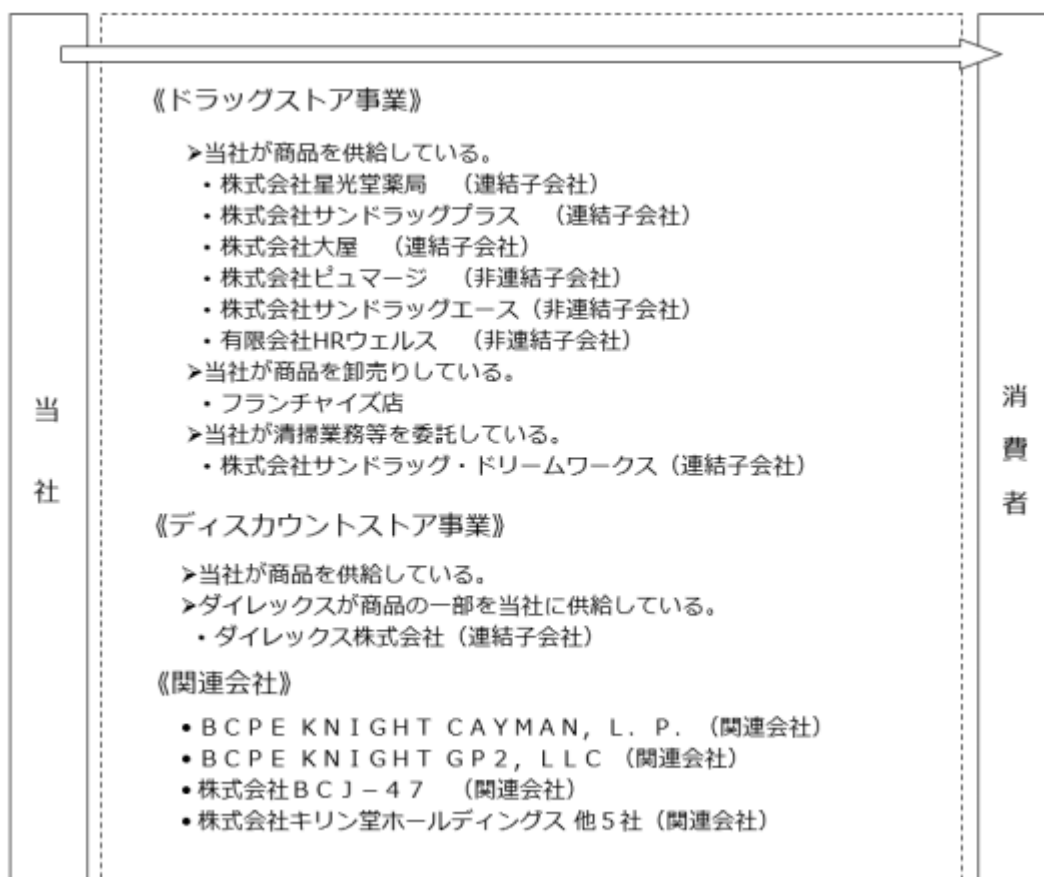 当社
《ドラッグストア事業》
➤当社が商品を供給している。
・株式会社星光堂薬局　（連結子会社）
・株式会社サンドラッグプラス　（連結子会社）
・株式会社大屋　（連結子会社）
・株式会社ピュマージ　（非連結子会社）
・株式会社サンドラッグエース（非連結子会社）
・有限会社HRウェルス　（非連結子会社）
➤当社が商品を卸売りしている。
・フランチャイズ店
➤当社が清掃業務等を委託している。
・株式会社サンドラッグ・ドリームワークス（連結子会社）
《ディスカウントストア事業》
➤当社が商品を供給している。
➤ダイレックスが商品の一部を当社に供給している。
・ダイレックス株式会社（連結子会社）
《関連会社》
•ＢＣＰＥ ＫＮＩＧＨＴ ＣＡＹＭＡＮ，Ｌ．Ｐ．（関連会社）
•ＢＣＰＥ ＫＮＩＧＨＴ ＧＰ２，ＬＬＣ（関連会社）
•株式会社ＢＣＪ－４７　（関連会社）
•株式会社キリン堂ホールディングス 他５社（関連会社）
消費者